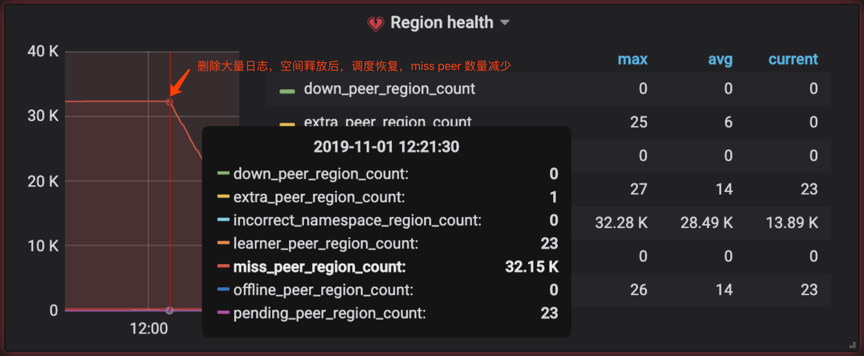 Region health
40 K
30 K
20 K
10 K
0
12:00
删除大量日志，空间释放后，调度恢复，miss peer 数量减少
max avg current
down_peer_region_count 0 0 0
extra_peer_region_count 25 6 0
0 0 0
27 14 23
32.28 K 28.49 K 13.89 K
0 0 0
26 14 23
2019-11-01 12:21:30
down_peer_region_count: 0
extra_peer_region_count: 1
incorrect_namespace_region_count: 0
learner_peer_region_count: 23
miss_peer_region_count: 32.15 K
offline_peer_region_count: 0
pending_peer_region_count: 23